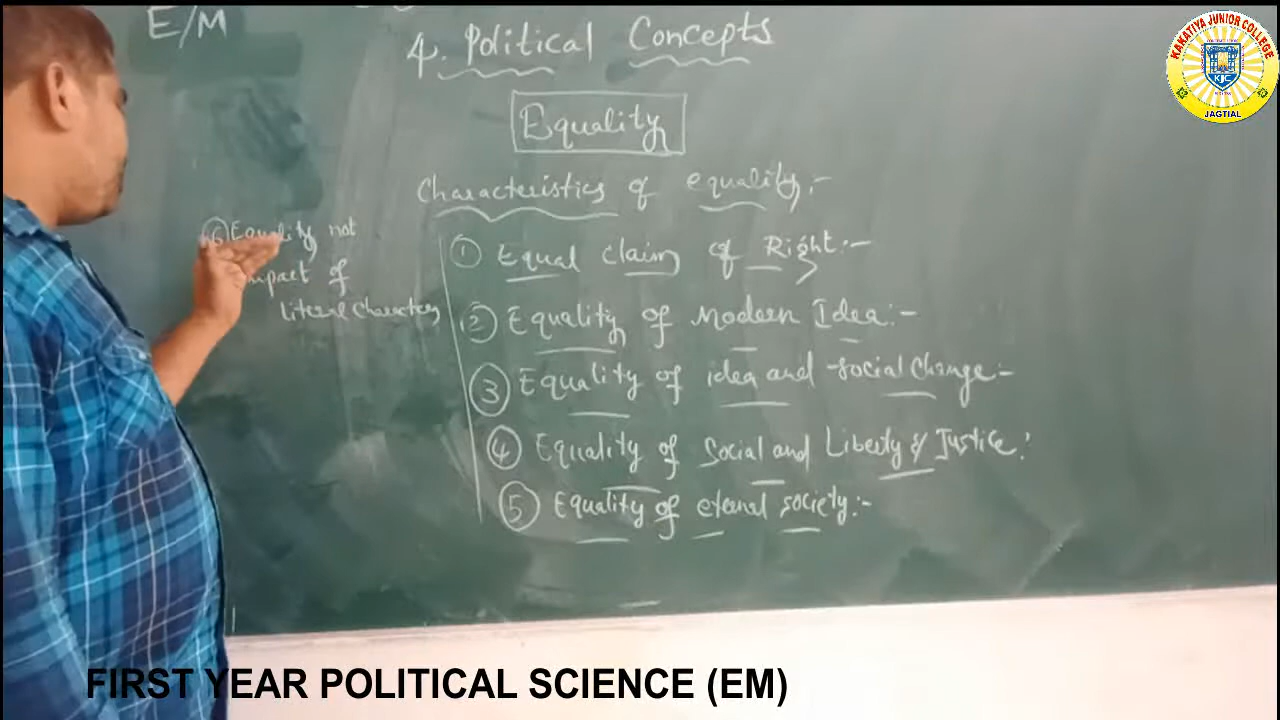 E/M
4. Political Concepts
Equality
Characteristics of equality:-
① Equal claim of Right:-
② Equality of Modern Idea:-
③ Equality of idea and social change:-
④ Equality of Social and Liberty & Justice:
⑤ Equality of eternal society:-
⑥ Equality not
impact of
literal characters
KAKATIYA JUNIOR COLLEGE
KJC
JAGTIAL
FIRST YEAR POLITICAL SCIENCE (EM)